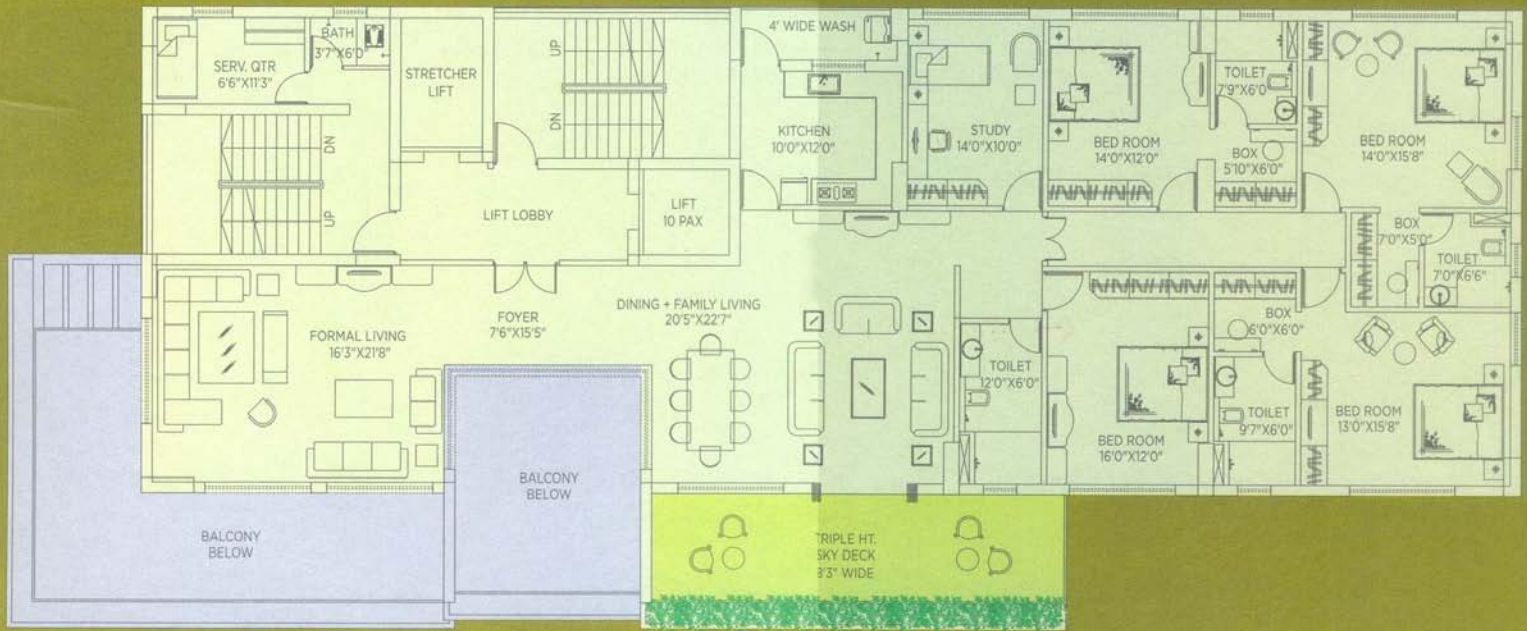 BATH
3'7"X6'0"
SERV. QTR
6'6"X11'3"
STRETCHER
LIFT
UP
DN
4' WIDE WASH
KITCHEN
10'0"X12'0"
STUDY
14'0"X10'0"
BED ROOM
14'0"X12'0"
TOILET
7'9"X6'0
BOX
5'10"X6'0"
BED ROOM
14'0"X15'8"
DN
UP
LIFT LOBBY
LIFT
10 PAX
BOX
7'0"X5'0"
TOILET
7'0"X6'6"
FORMAL LIVING
16'3"X21'8"
FOYER
7'6"X15'5"
DINING + FAMILY LIVING
20'5"X22'7"
TOILET
12'0"X6'0"
BOX
6'0"X6'0"
BED ROOM
16'0"X12'0"
TOILET
9'7"X6'0"
BED ROOM
13'0"X15'8"
BALCONY
BELOW
BALCONY
BELOW
TRIPLE HT.
SKY DECK
8'3" WIDE